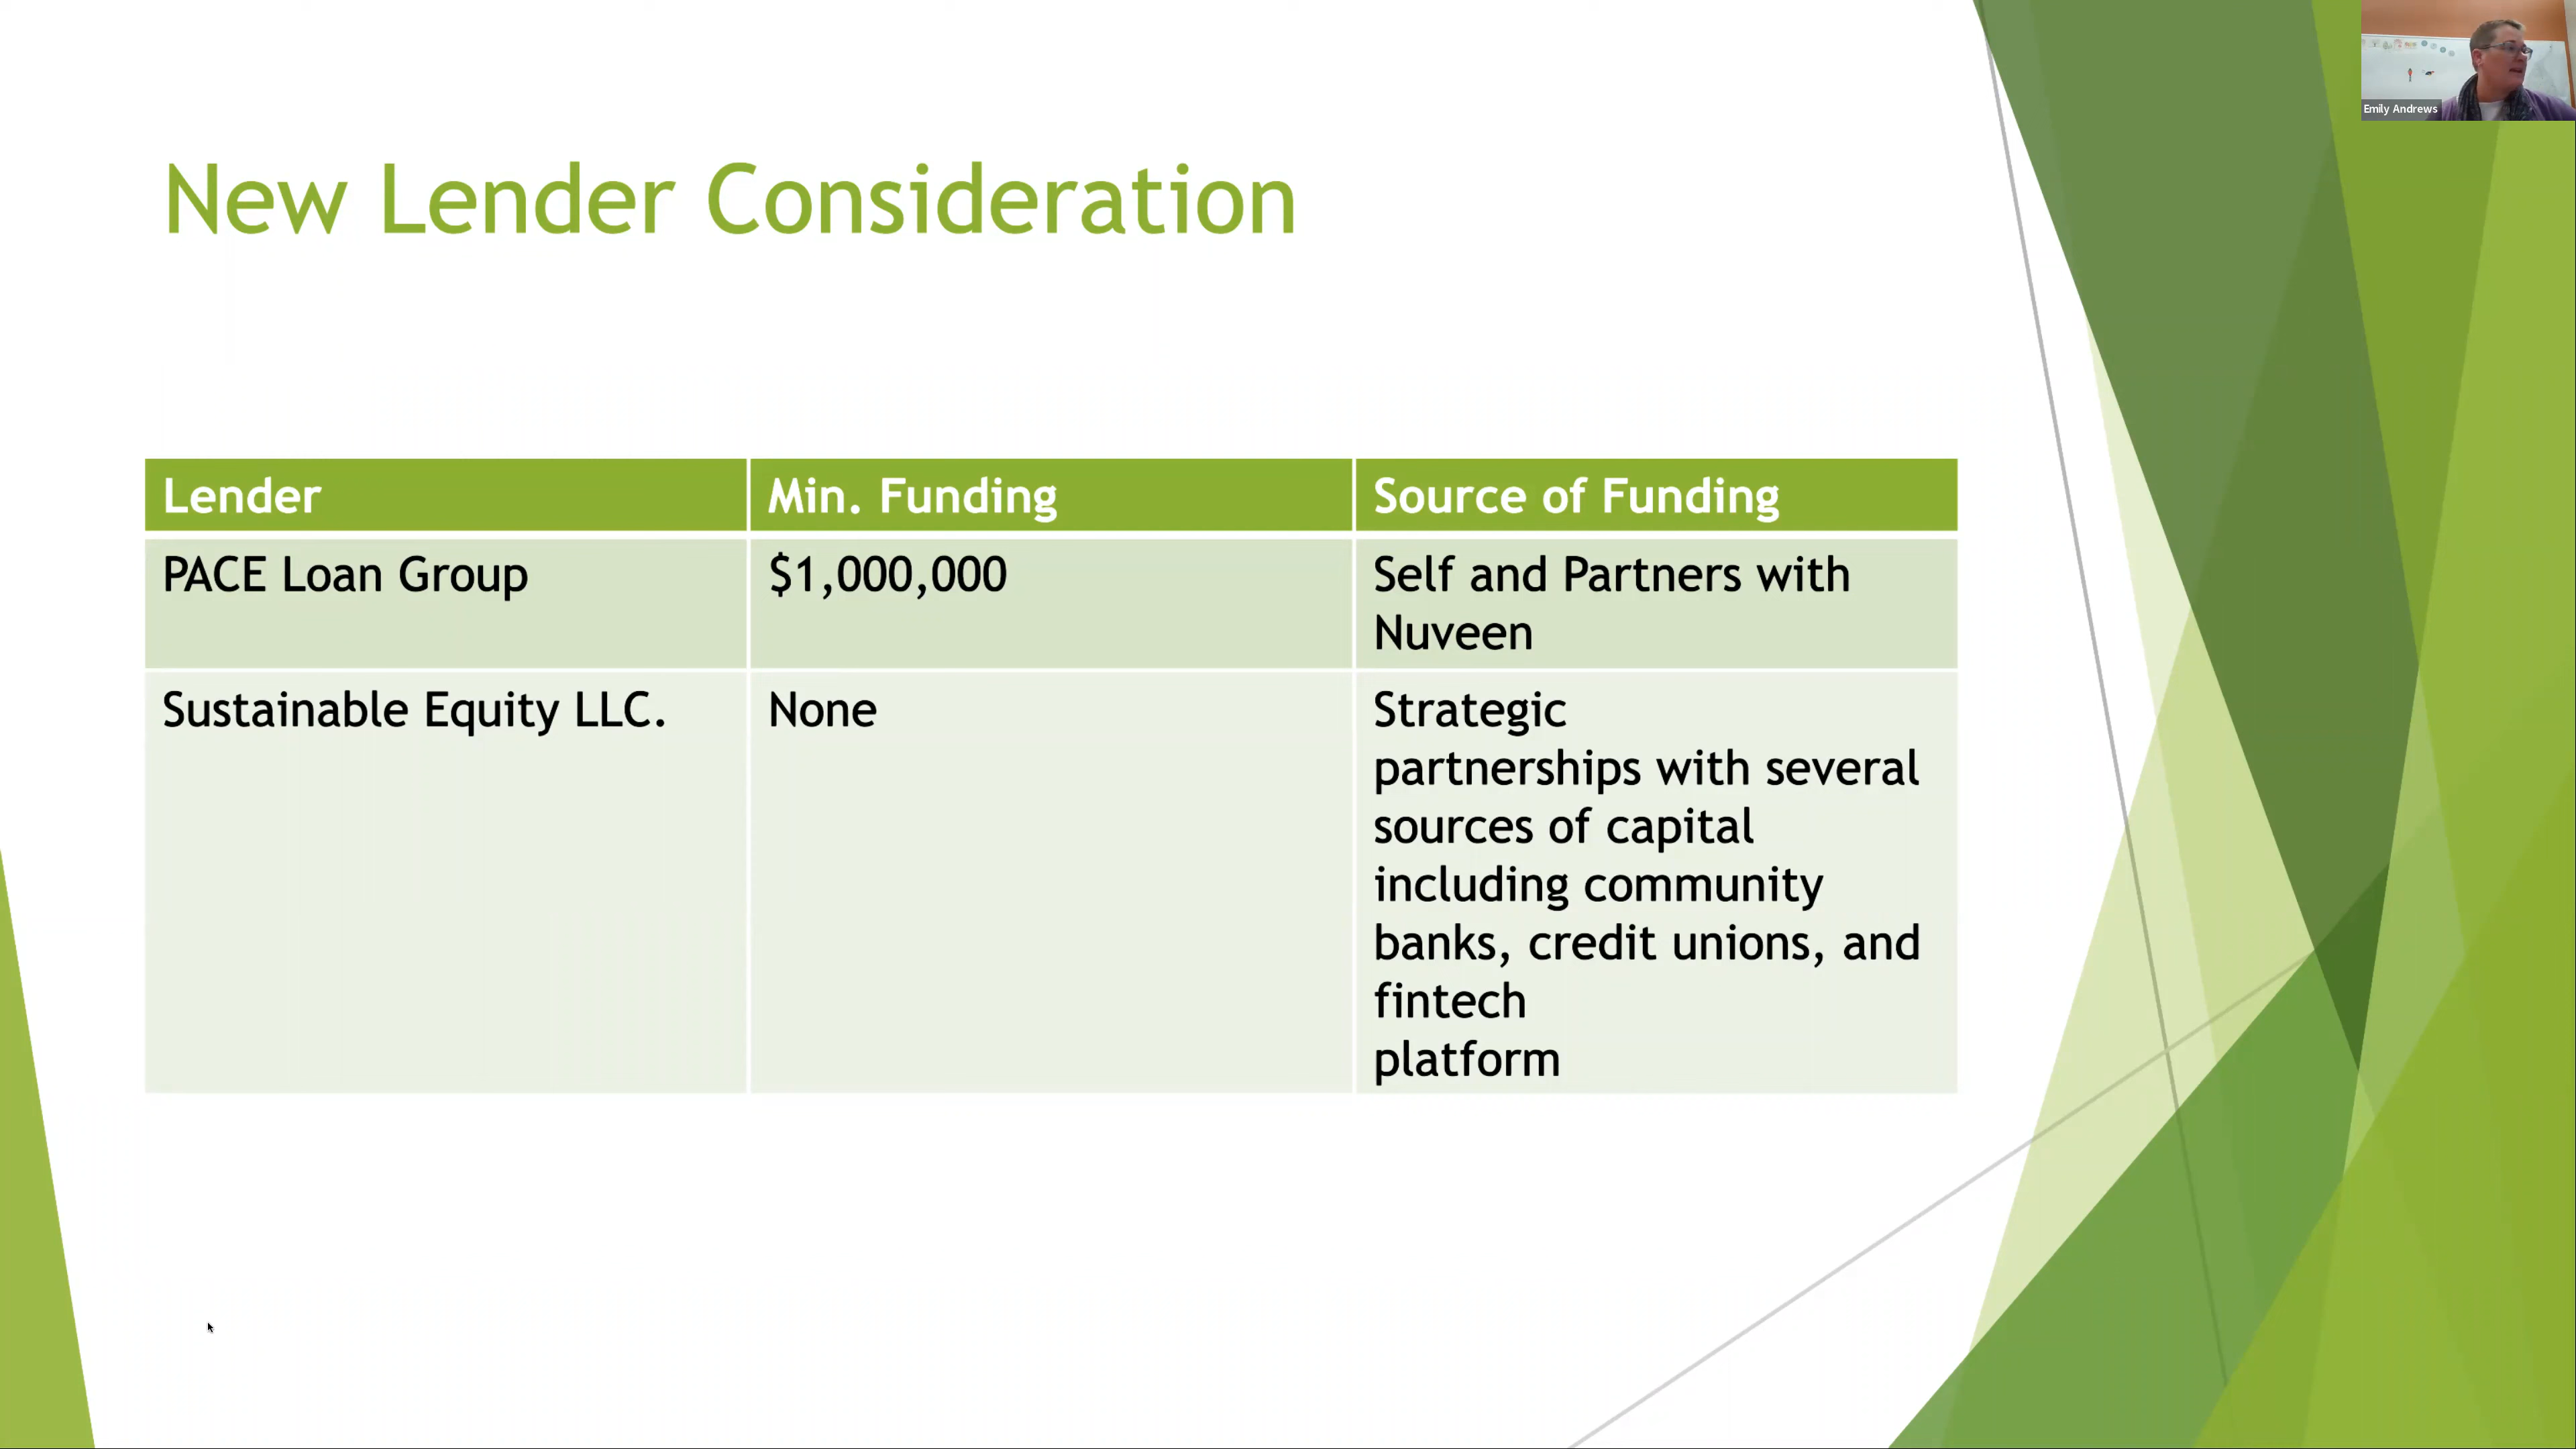 Emily Andrews
New Lender Consideration
Lender
Min. Funding
Source of Funding
PACE Loan Group
$1,000,000
Self and Partners with
Nuveen
Sustainable Equity LLC.
None
Strategic
partnerships with several
sources of capital
including community
banks, credit unions, and
fintech
platform